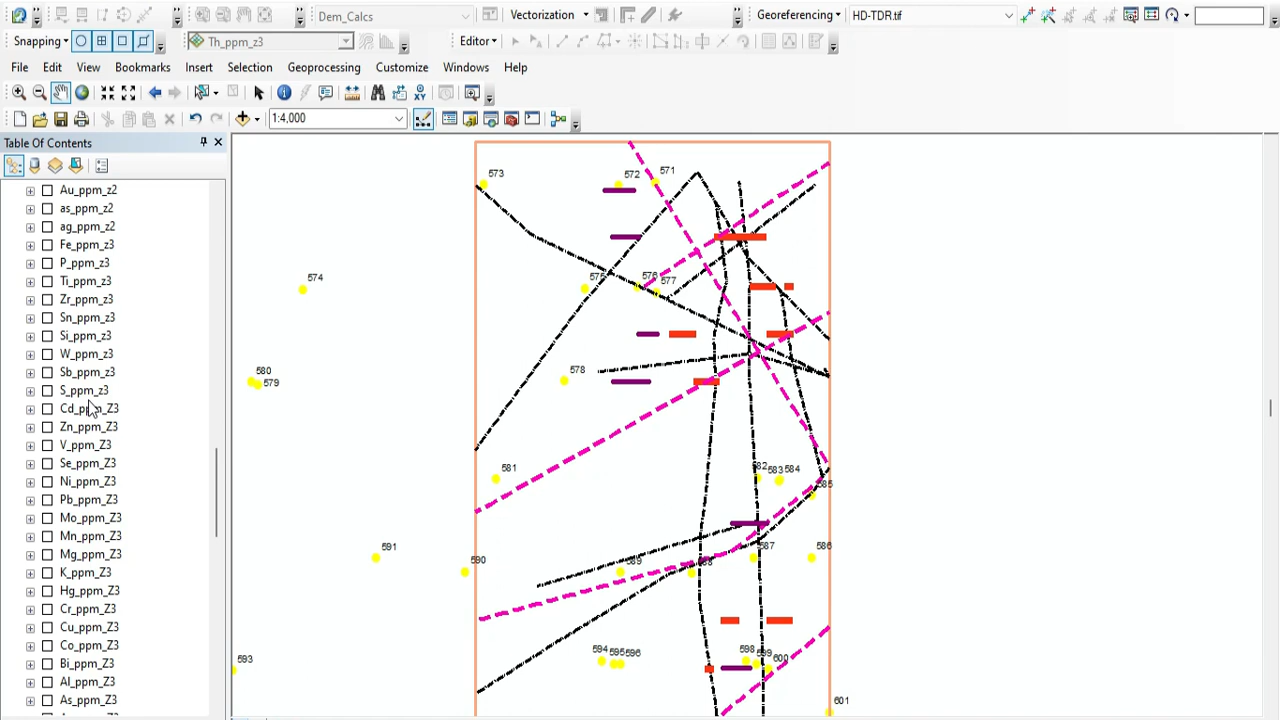 Dem_Calcs Vectorization Georeferencing HD-TDR.tif
Snapping Th_ppm_z3 Editor
File Edit View Bookmarks Insert Selection Geoprocessing Customize Windows Help
1:4,000
Table Of Contents
Au_ppm_z2
as_ppm_z2
ag_ppm_z2
Fe_ppm_z3
P_ppm_z3
Ti_ppm_z3
Zr_ppm_z3
Sn_ppm_z3
Si_ppm_z3
W_ppm_z3
Sb_ppm_z3
S_ppm_z3
Cd_ppm_Z3
Zn_ppm_Z3
V_ppm_Z3
Se_ppm_Z3
Ni_ppm_Z3
Pb_ppm_Z3
Mo_ppm_Z3
Mn_ppm_Z3
Mg_ppm_Z3
K_ppm_Z3
Hg_ppm_Z3
Cr_ppm_Z3
Cu_ppm_Z3
Co_ppm_Z3
Bi_ppm_Z3
Al_ppm_Z3
As_ppm_Z3
573 572 571
574 575 576 577
580 579 578
581 582 583 584
585
591 590 589 588 587 586
593 594 595 596 598 599 600
601